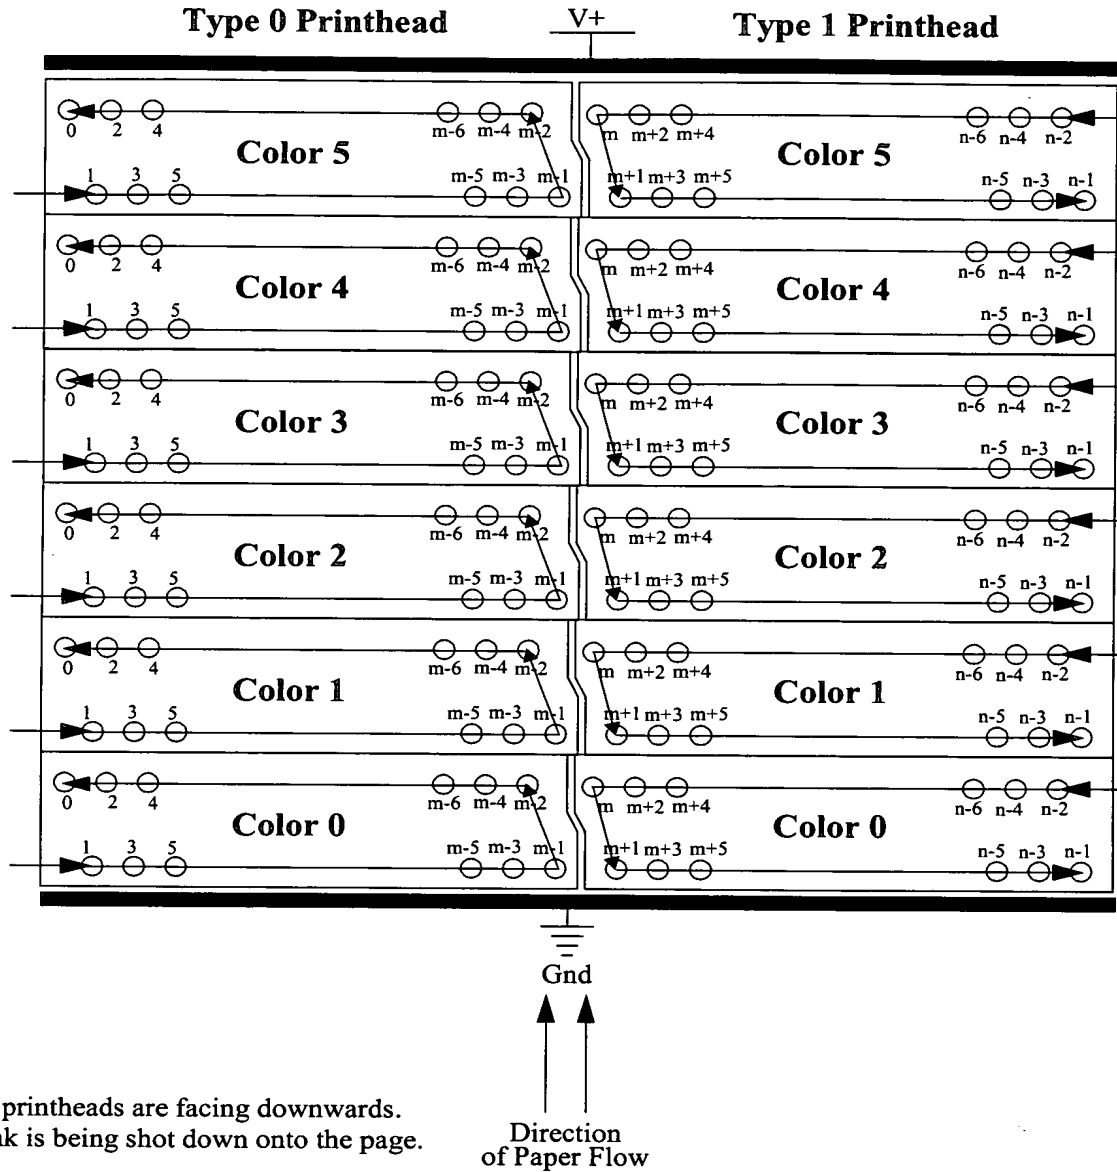 Type 0 Printhead V+ Type 1 Printhead
0 2 4 m-6 m-4 m-2 m m+2 m+4 n-6 n-4 n-2
Color 5 Color 5
1 3 5 m-5 m-3 m-1 m+1 m+3 m+5 n-5 n-3 n-1
0 2 4 m-6 m-4 m-2 m m+2 m+4 n-6 n-4 n-2
Color 4 Color 4
1 3 5 m-5 m-3 m-1 m+1 m+3 m+5 n-5 n-3 n-1
0 2 4 m-6 m-4 m-2 m m+2 m+4 n-6 n-4 n-2
Color 3 Color 3
1 3 5 m-5 m-3 m-1 m+1 m+3 m+5 n-5 n-3 n-1
0 2 4 m-6 m-4 m-2 m m+2 m+4 n-6 n-4 n-2
Color 2 Color 2
1 3 5 m-5 m-3 m-1 m+1 m+3 m+5 n-5 n-3 n-1
0 2 4 m-6 m-4 m-2 m m+2 m+4 n-6 n-4 n-2
Color 1 Color 1
1 3 5 m-5 m-3 m-1 m+1 m+3 m+5 n-5 n-3 n-1
0 2 4 m-6 m-4 m-2 m m+2 m+4 n-6 n-4 n-2
Color 0 Color 0
1 3 5 m-5 m-3 m-1 m+1 m+3 m+5 n-5 n-3 n-1
Gnd
printheads are facing downwards.
is being shot down onto the page.
Direction
of Paper Flow